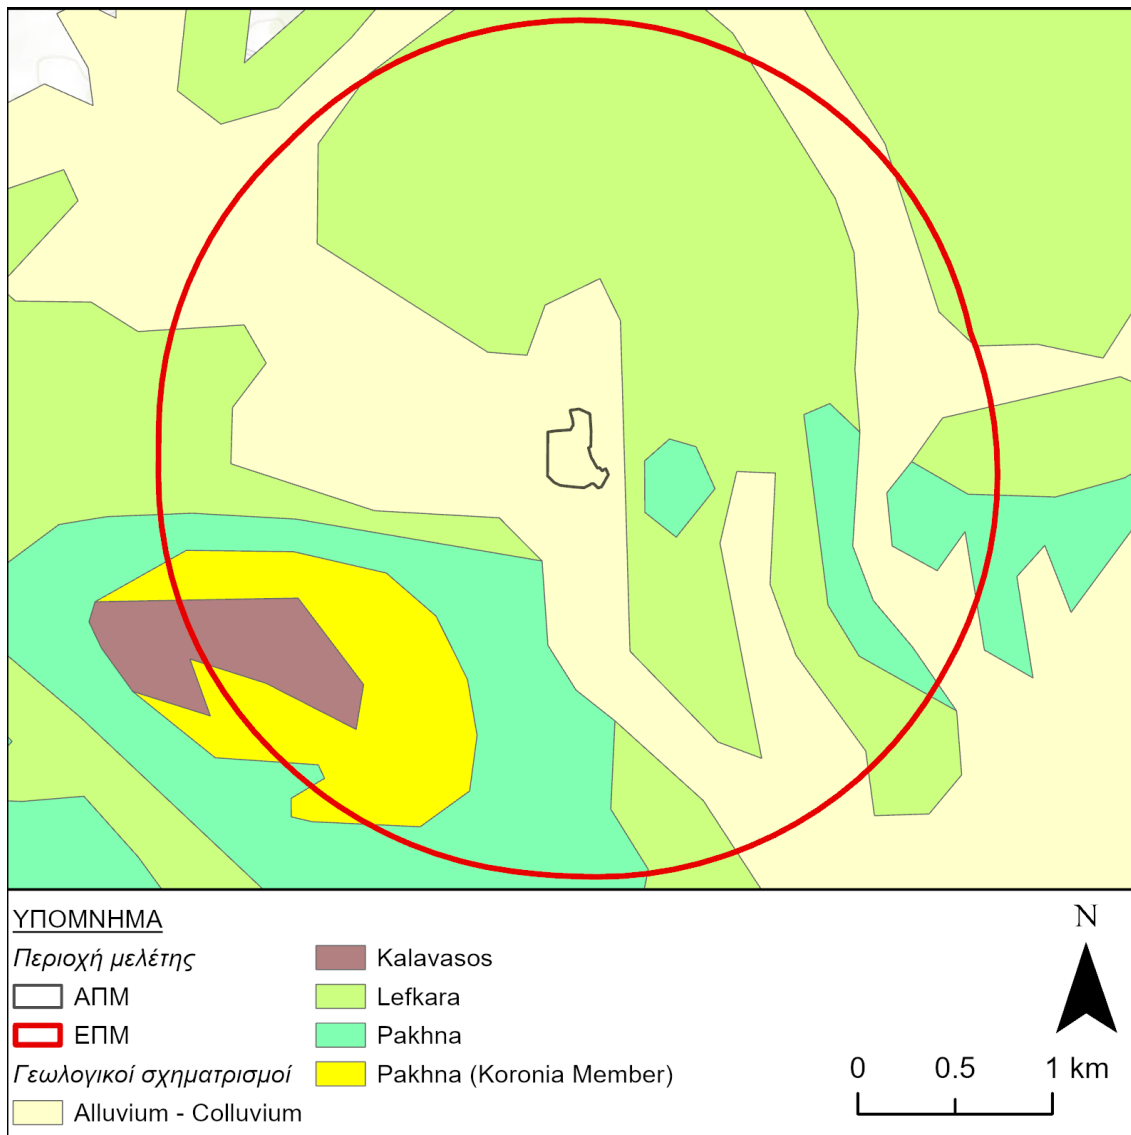 ΥΠΟΜΝΗΜΑ
Περιοχή μελέτης
ΑΠΜ
ΕΠΜ
Γεωλογικοί σχηματρισμοί
Alluvium - Colluvium
Kalavasos
Lefkara
Pakhna
Pakhna (Koronia Member)
N
0 0.5 1 km